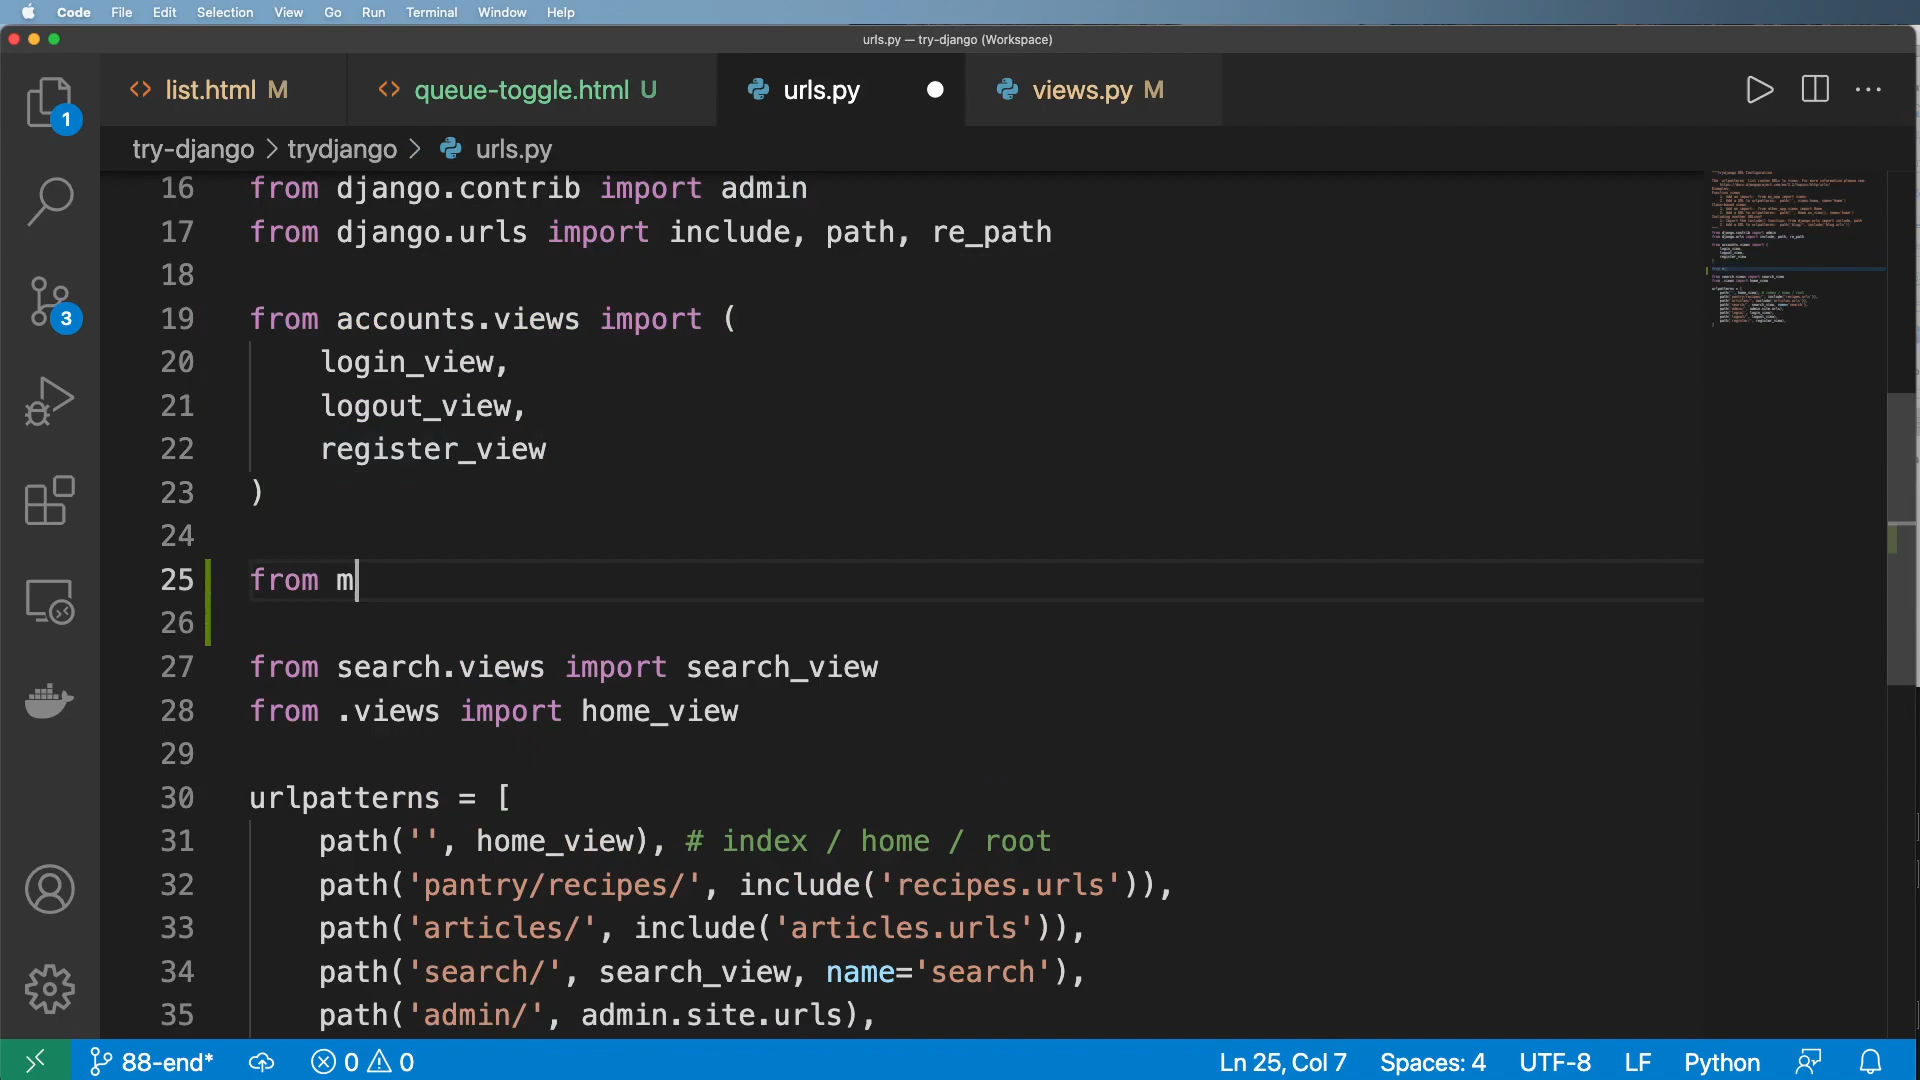 Code File Edit Selection View Go Run Terminal Window Help
urls.py — try-django (Workspace)
list.html M queue-toggle.html U urls.py views.py M
try-django > trydjango > urls.py
1
3
16 from django.contrib import admin
17 from django.urls import include, path, re_path
18
19 from accounts.views import (
20 login_view,
21 logout_view,
22 register_view
23 )
24
25 from m
26
27 from search.views import search_view
28 from .views import home_view
29
30 urlpatterns = [
31 path('', home_view), # index / home / root
32 path('pantry/recipes/', include('recipes.urls')),
33 path('articles/', include('articles.urls')),
34 path('search/', search_view, name='search'),
35 path('admin/', admin.site.urls),
88-end* 0 0 Ln 25, Col 7 Spaces: 4 UTF-8 LF Python